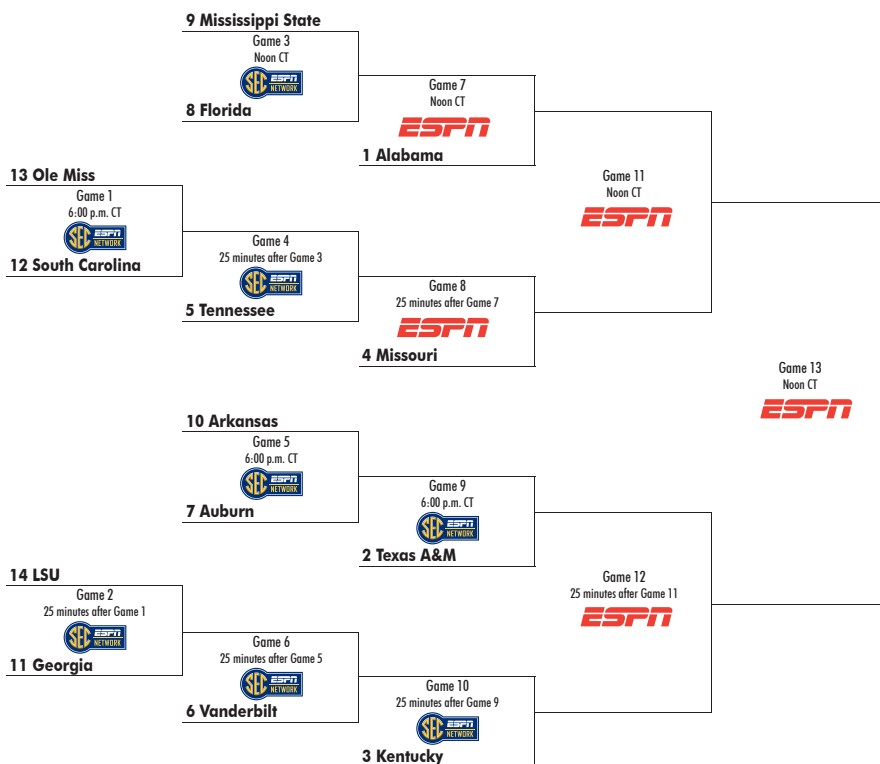 9 Mississippi State
Game 3
Noon CT
SEC ESPN NETWORK
8 Florida
Game 7
Noon CT
ESPN
1 Alabama
13 Ole Miss
Game 1
6:00 p.m. CT
SEC ESPN NETWORK
12 South Carolina
Game 4
25 minutes after Game 3
SEC ESPN NETWORK
5 Tennessee
Game 8
25 minutes after Game 7
ESPN
4 Missouri
Game 11
Noon CT
ESPN
Game 13
Noon CT
ESPN
10 Arkansas
Game 5
6:00 p.m. CT
SEC ESPN NETWORK
7 Auburn
Game 9
6:00 p.m. CT
SEC ESPN NETWORK
2 Texas A&M
14 LSU
Game 2
25 minutes after Game 1
SEC ESPN NETWORK
11 Georgia
Game 6
25 minutes after Game 5
SEC ESPN NETWORK
6 Vanderbilt
Game 10
25 minutes after Game 9
SEC ESPN NETWORK
3 Kentucky
Game 12
25 minutes after Game 11
ESPN